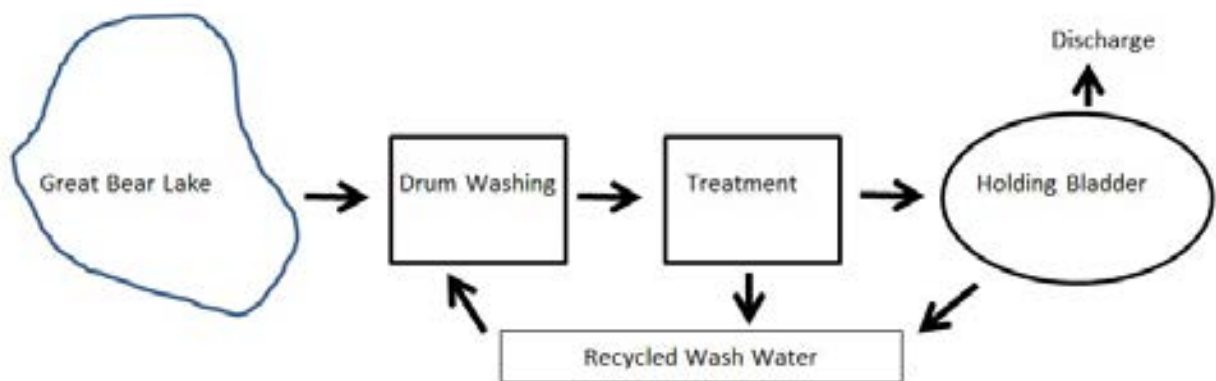 Discharge
Great Bear Lake
Drum Washing
Treatment
Holding Bladder
Recycled Wash Water